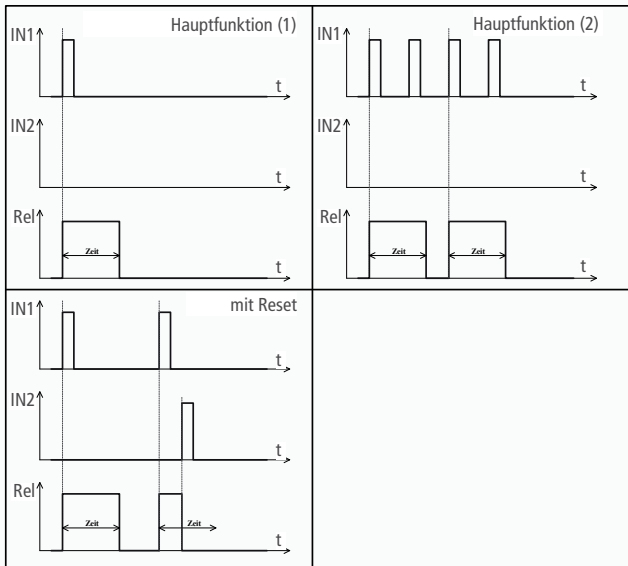 Hauptfunktion (1)
IN1
t
IN2
t
Rel
Zeit
t
Hauptfunktion (2)
IN1
t
IN2
t
Rel
Zeit
Zeit
t
mit Reset
IN1
t
IN2
t
Rel
Zeit
Zeit
t